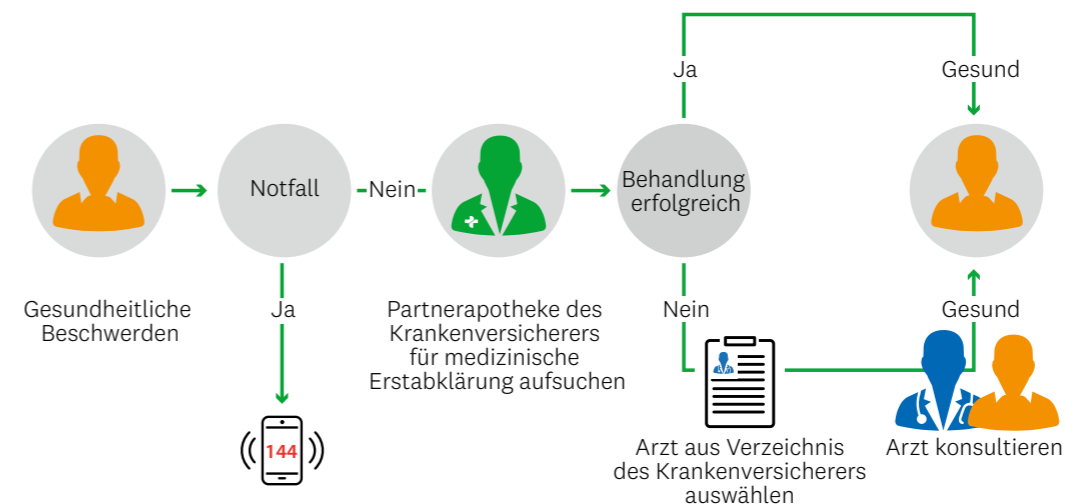 Ja
Gesund
Notfall
Nein
Behandlung
erfolgreich
Gesundheitliche
Beschwerden
Ja
Partnerapotheke des
Krankenversicherers
für medizinische
Erstabklärung aufsuchen
Nein
Gesund
144
Arzt aus Verzeichnis
des Krankenversicherers
auswählen
Arzt konsultieren